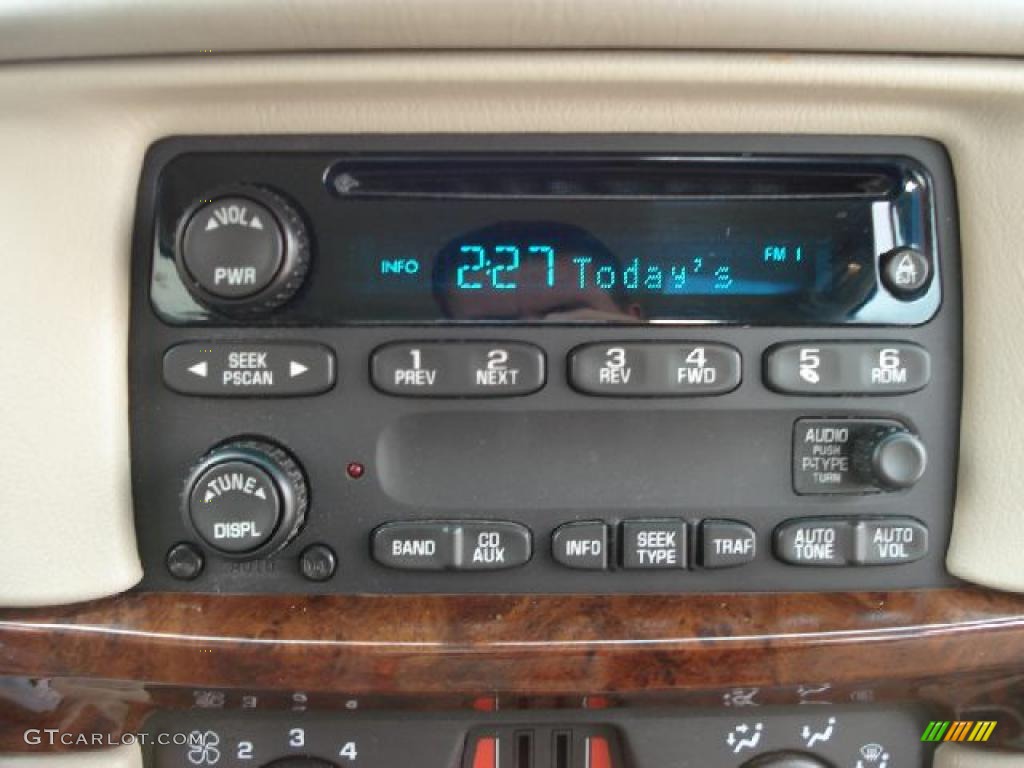 VOL
PWR
INFO 2:27 Today's FM 1
EJT
SEEK
PSCAN
1
PREV
2
NEXT
3
REV
4
FWD
5
6
RDM
TUNE
DISPL
AUDIO
PUSH
P-TYPE
TURN
BAND
CD
AUX
INFO
SEEK
TYPE
TRAF
AUTO
TONE
AUTO
VOL
2 3 4
GTCARLOT.COM